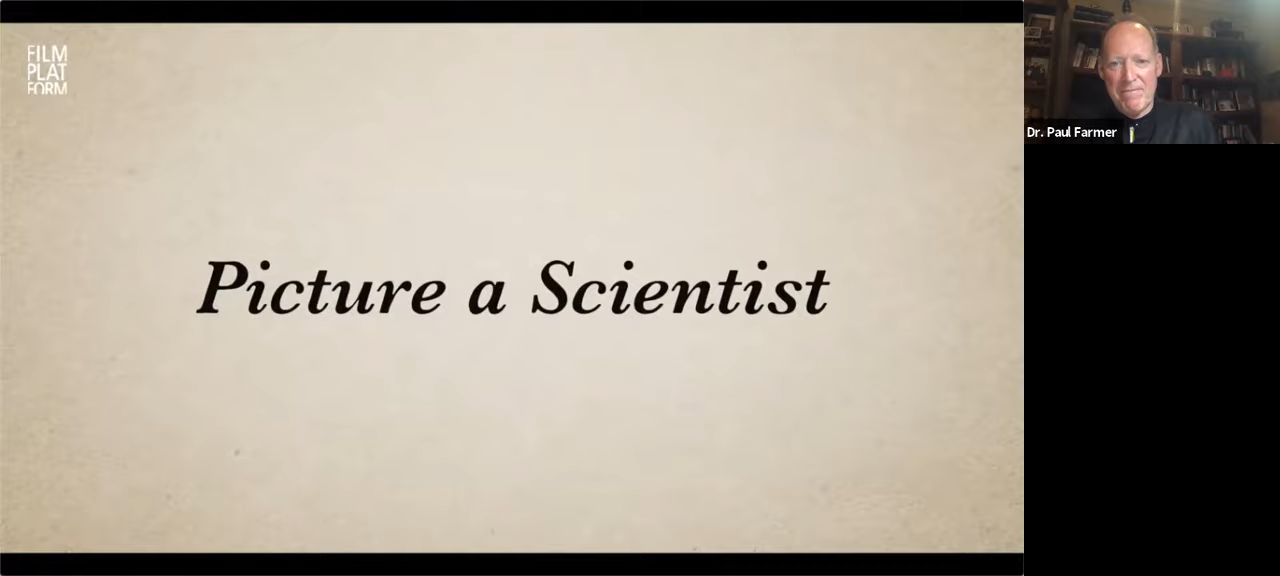 FILM
PLAT
FORM
Picture a Scientist
Dr. Paul Farmer